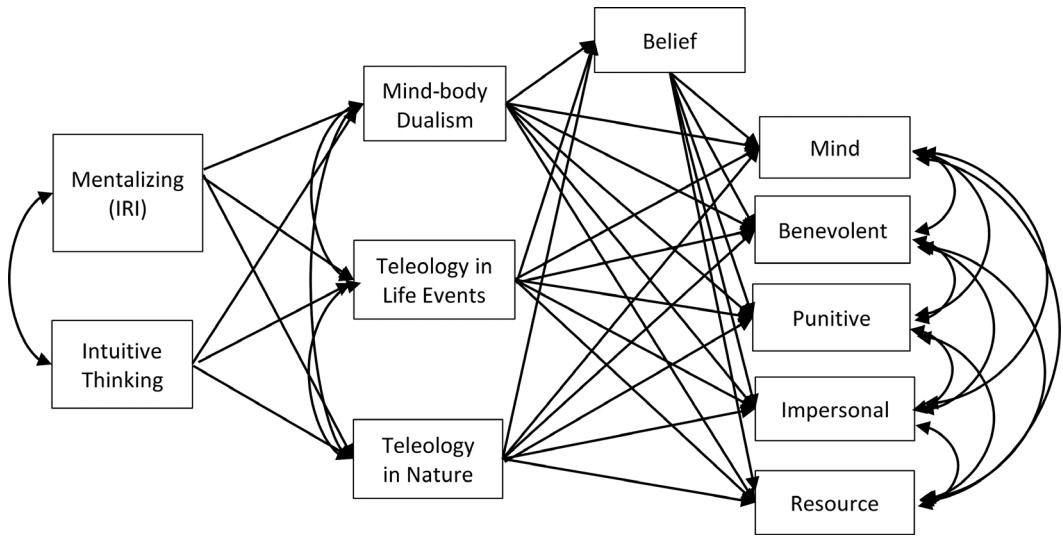 Belief
Mind-body
Dualism
Mind
Mentalizing
(IRI)
Benevolent
Teleology in
Life Events
Punitive
Intuitive
Thinking
Impersonal
Teleology
in Nature
Resource